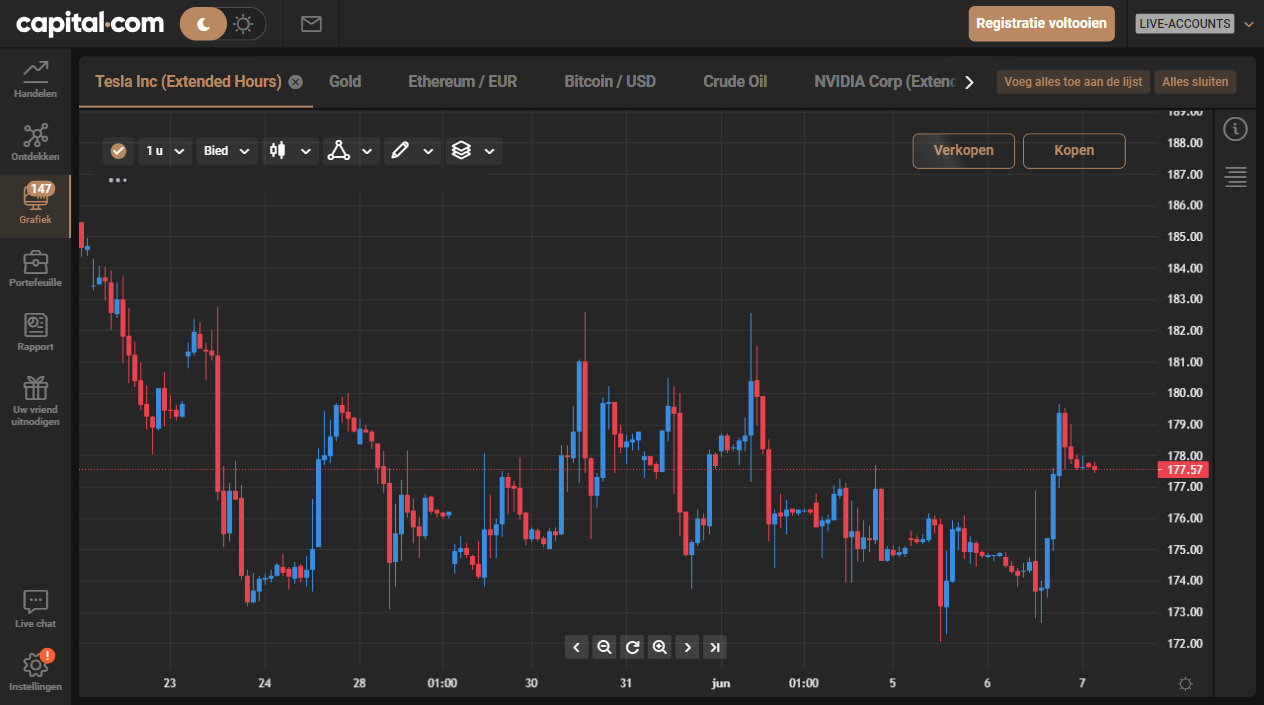 capital.com
Registratie voltooien
LIVE-ACCOUNTS
Handelen
Ontdekken
147
Grafiek
Portefeuille
Rapport
Uw vriend
uitnodigen
Live chat
!
Instellingen
Tesla Inc (Extended Hours)
Gold
Ethereum / EUR
Bitcoin / USD
Crude Oil
NVIDIA Corp (Extend
Voeg alles toe aan de lijst
Alles sluiten
1 u
Bied
Verkopen
Kopen
189.00
188.00
187.00
186.00
185.00
184.00
183.00
182.00
181.00
180.00
179.00
178.00
177.57
177.00
176.00
175.00
174.00
173.00
172.00
23
24
28
01:00
30
31
jun
01:00
5
6
7